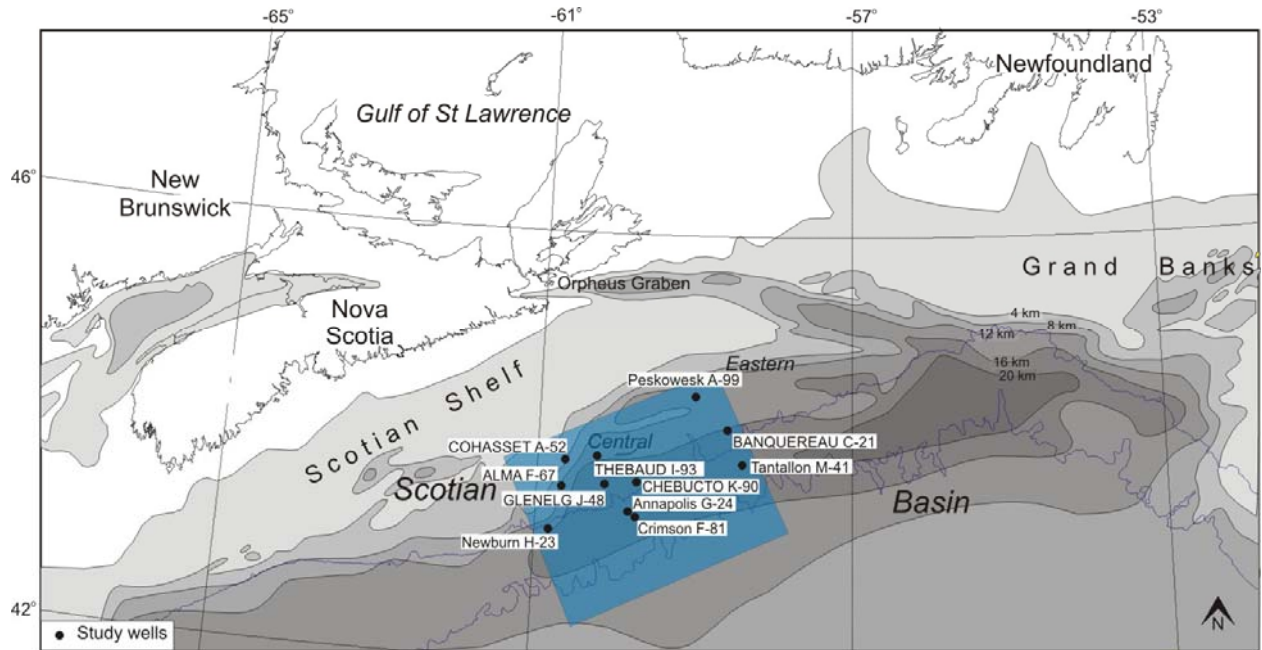 -65°
-61°
-57°
-53°
Newfoundland
Gulf of St Lawrence
46°
New
Brunswick
Grand Banks
Orpheus Graben
Nova
Scotia
4 km
8 km
12 km
16 km
20 km
Eastern
Peskowesk A-99
Scotian Shelf
Central
COHASSET A-52
BANQUEREAU C-21
THEBAUD I-93
Tantallon M-41
ALMA F-67
CHEBUCTO K-90
Scotian
GLENELG J-48
Basin
Annapolis G-24
Crimson F-81
Newburn H-23
42°
Study wells
N